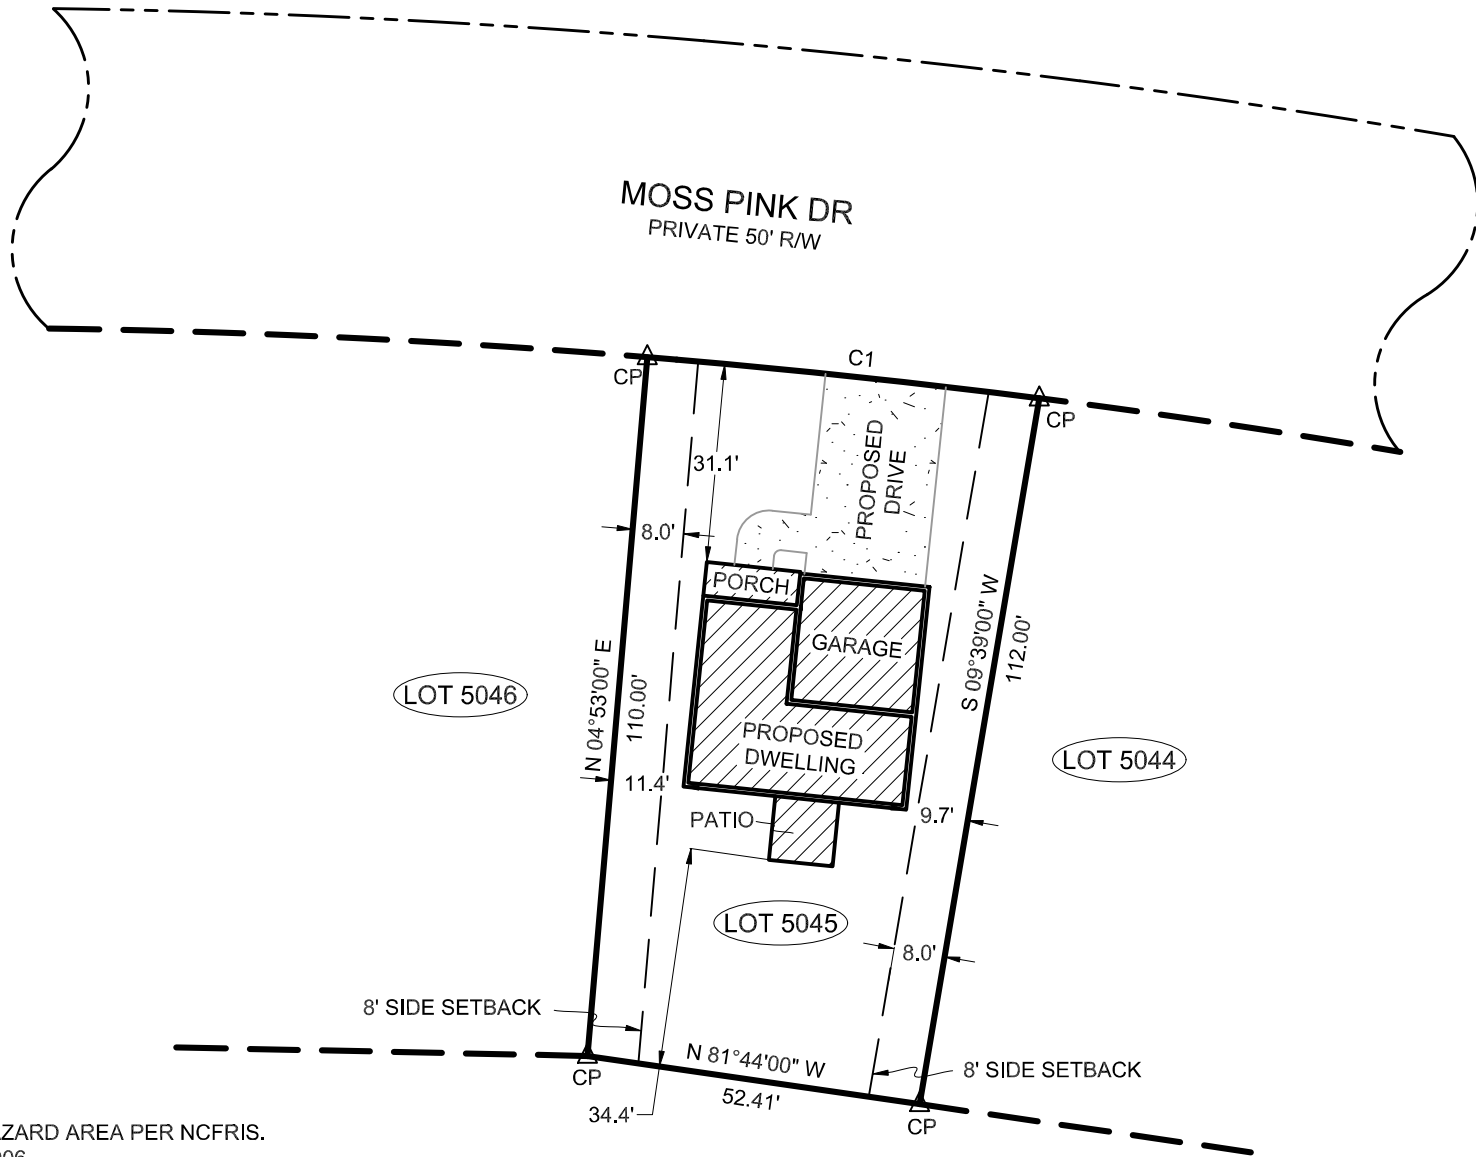 MOSS PINK DR
PRIVATE 50' R/W
C1
CP
CP
31.1'
PROPOSED
DRIVE
8.0'
PORCH
GARAGE
S 09°39'00" W
112.00'
N 04°53'00" E
110.00'
LOT 5046
PROPOSED
DWELLING
LOT 5044
11.4'
PATIO
9.7'
LOT 5045
8.0'
8' SIDE SETBACK
N 81°44'00" W
52.41'
8' SIDE SETBACK
CP
34.4'
CP
ZARD AREA PER NCFRIS.